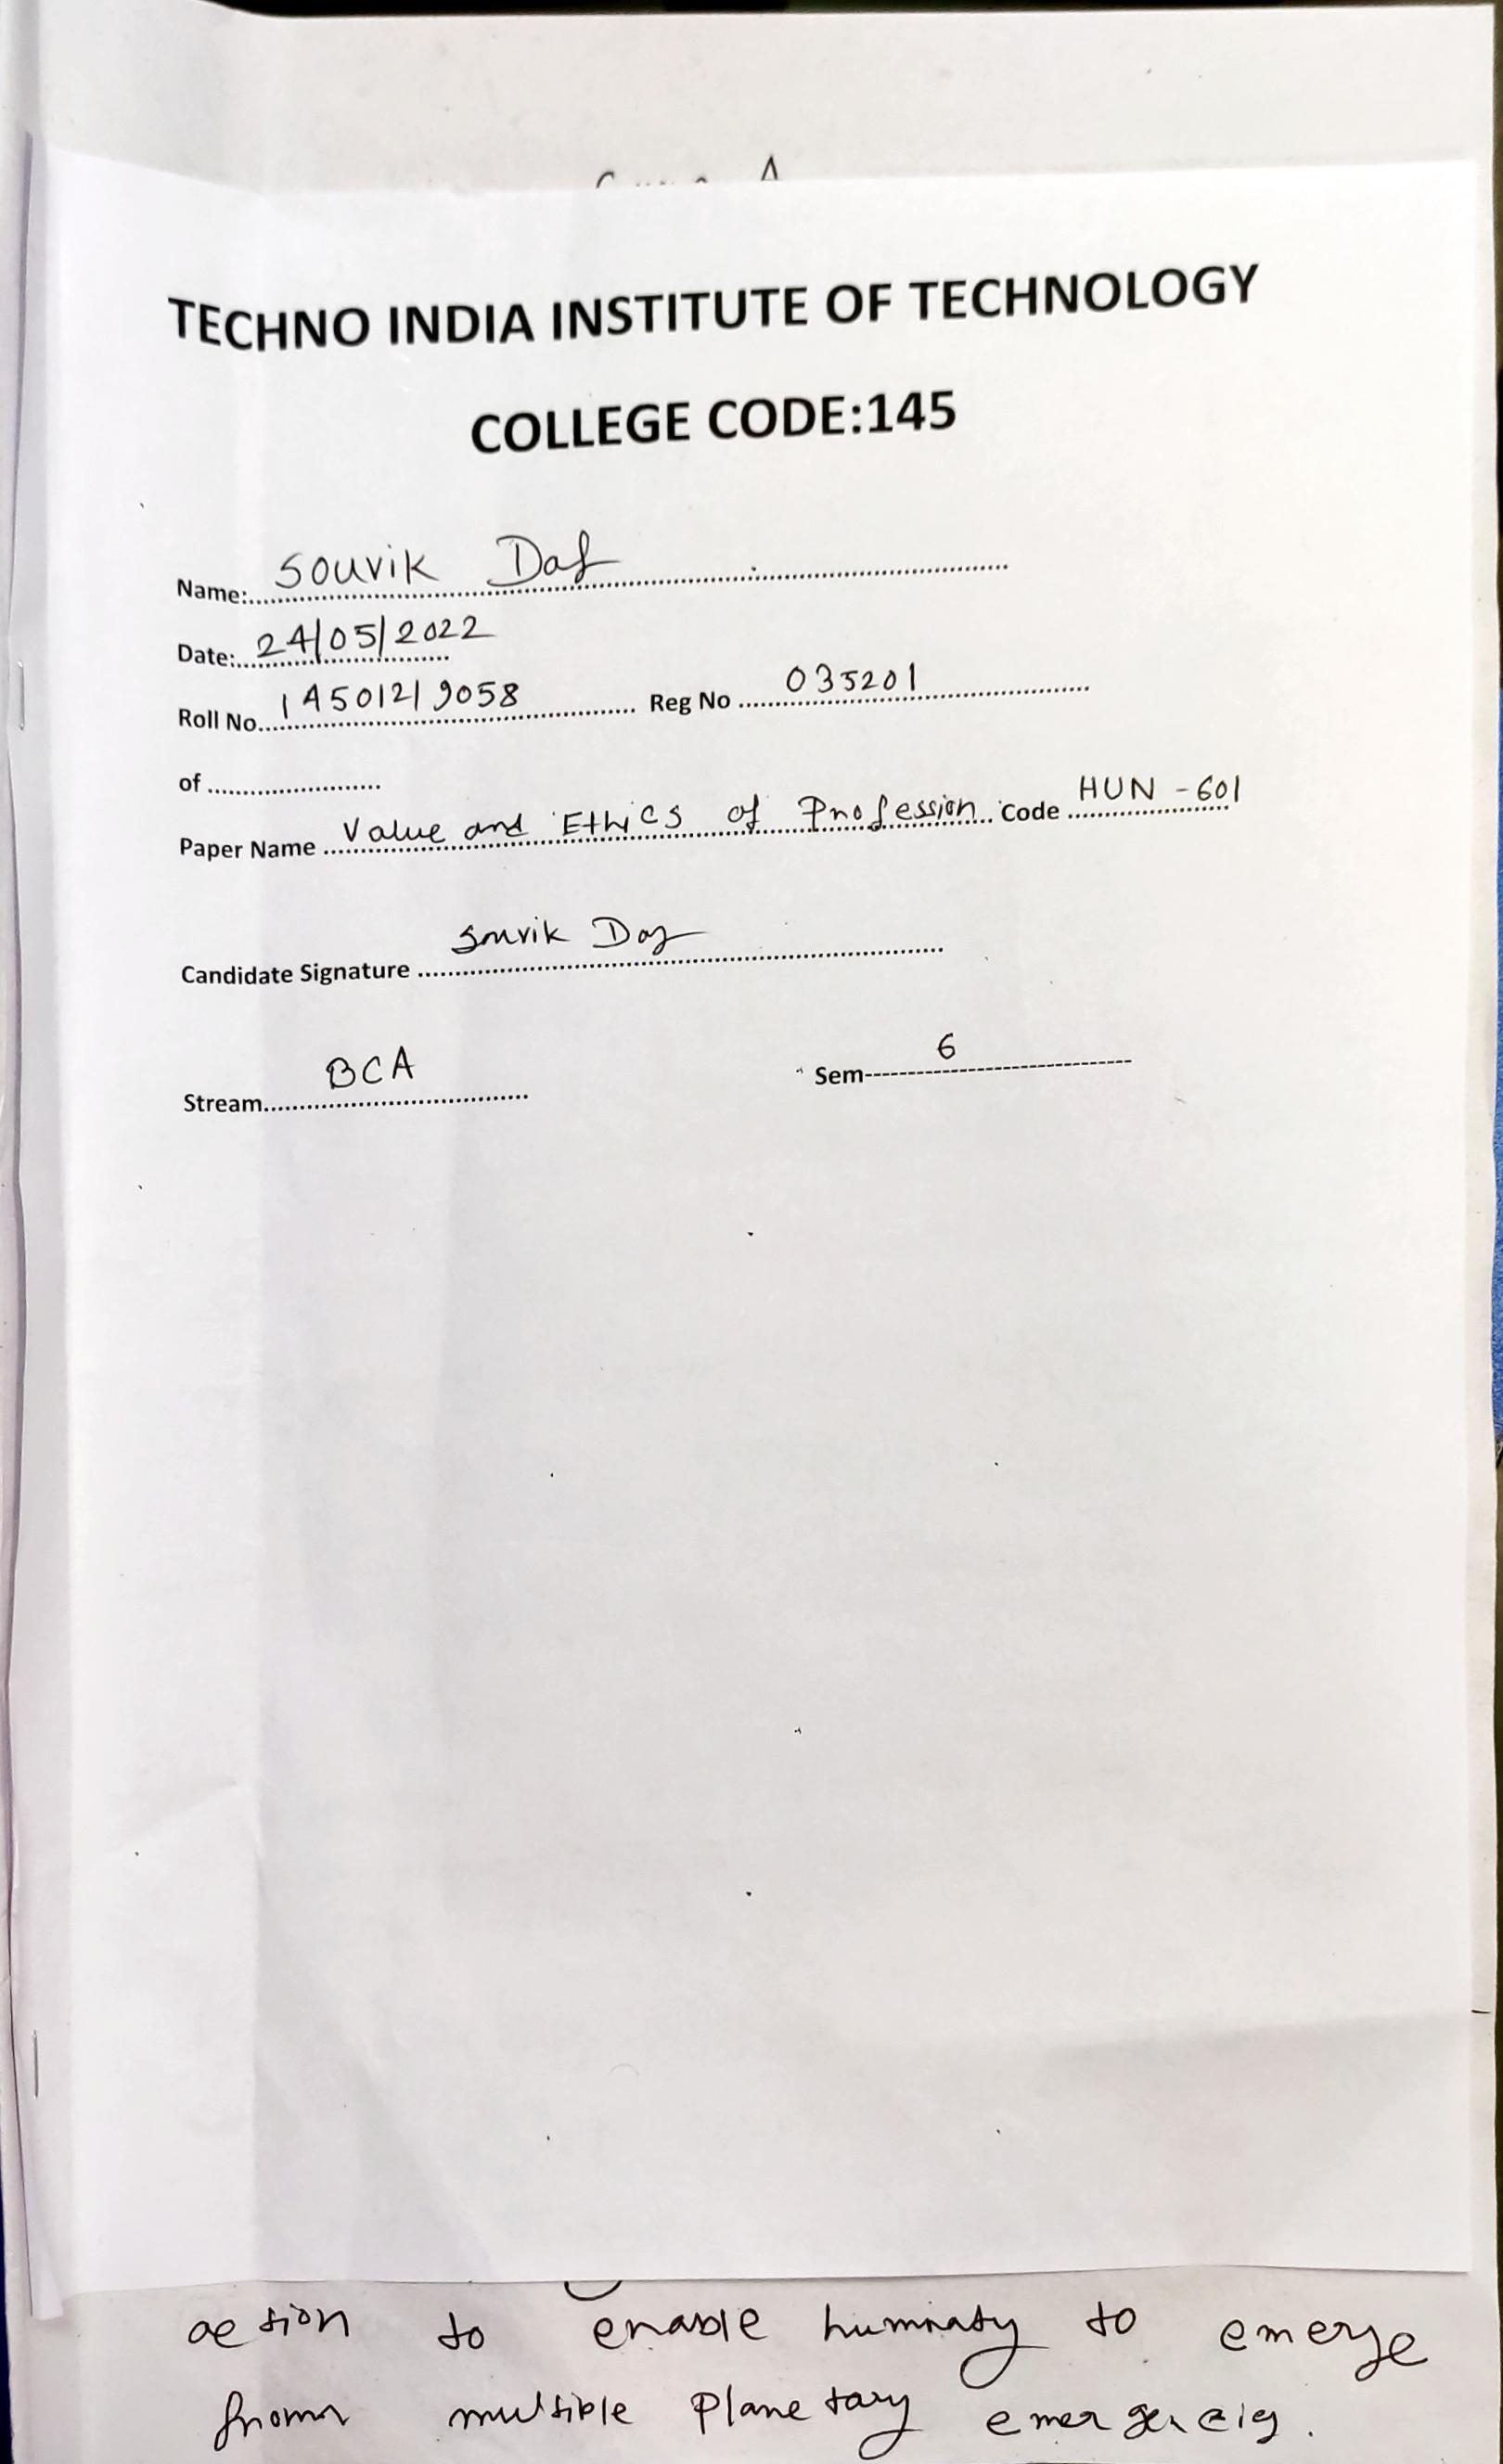 TECHNO INDIA INSTITUTE OF TECHNOLOGY
COLLEGE CODE:145
Name: Souvik Das
Date: 24/05/2022
Roll No. 14501219058 Reg No 035201
of
Paper Name Value and Ethics of Profession Code HUN - 601
Candidate Signature Souvik Das
Stream BCA Sem 6
action to enable humnaty to emerge
from multiple Planetary emergencies.